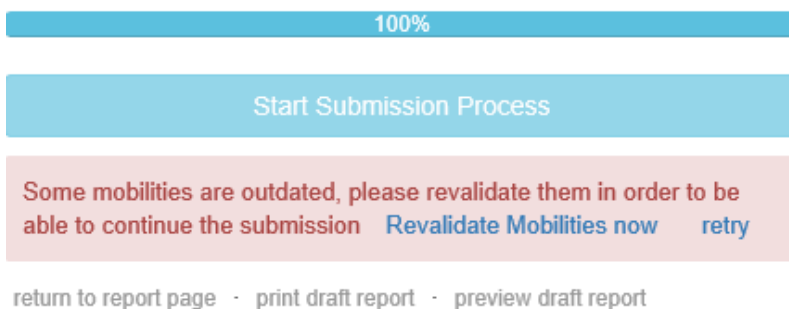 100%
Start Submission Process
Some mobilities are outdated, please revalidate them in order to be
able to continue the submission Revalidate Mobilities now retry
return to report page · print draft report · preview draft report